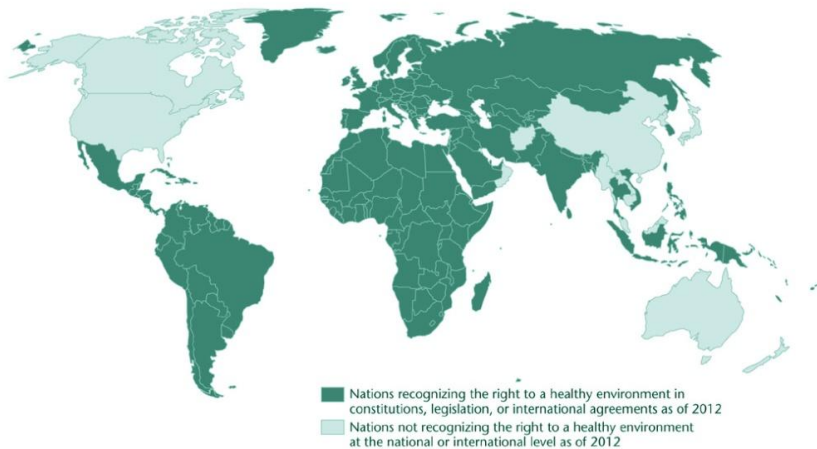 Nations recognizing the right to a healthy environment in
constitutions, legislation, or international agreements as of 2012
Nations not recognizing the right to a healthy environment
at the national or international level as of 2012